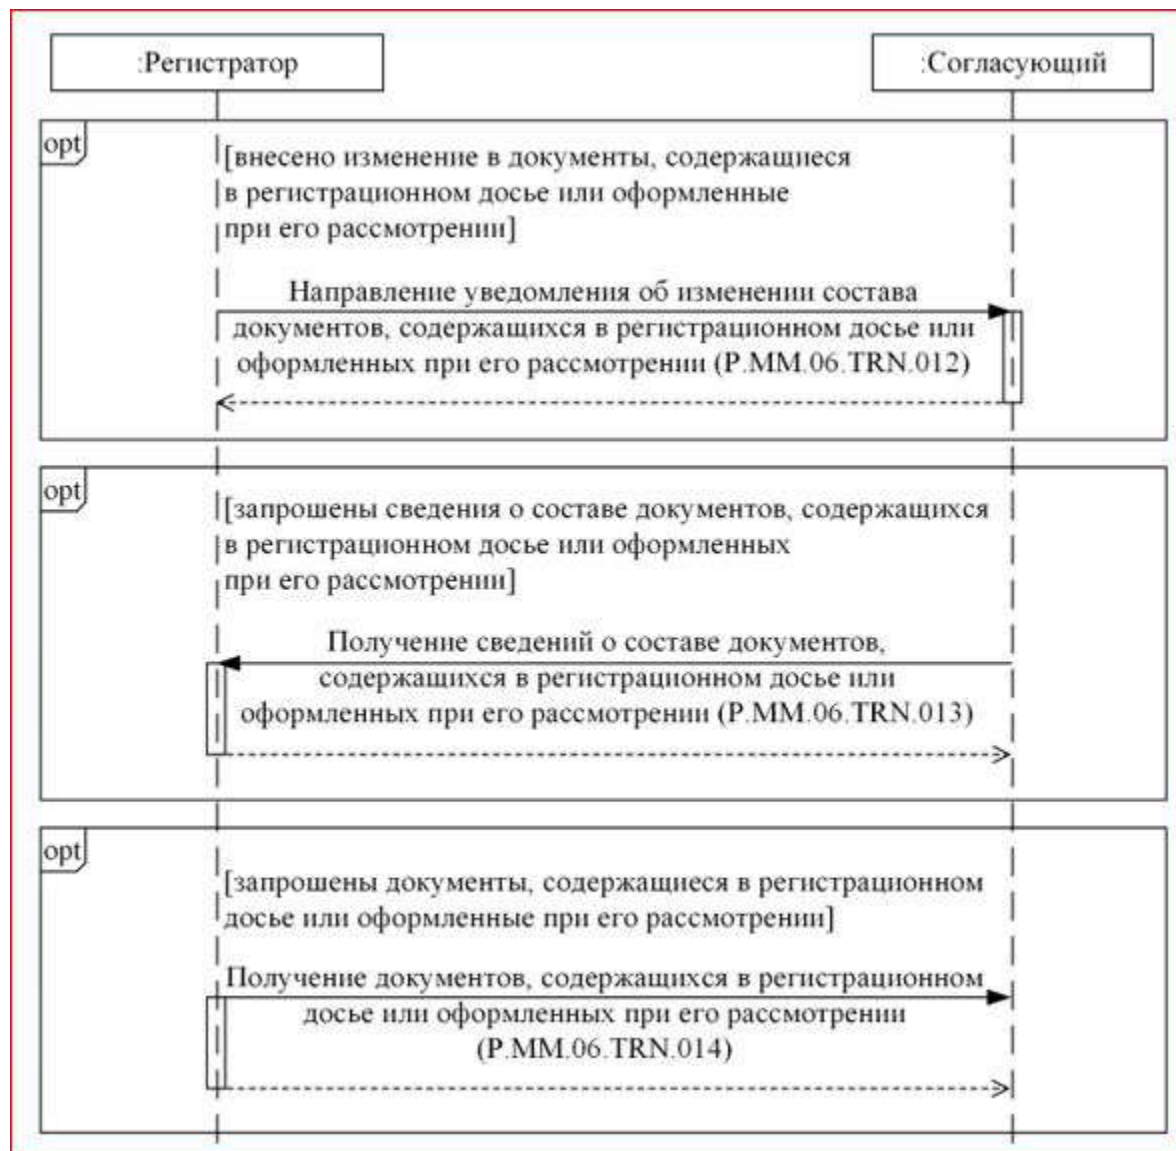 :Регистратор
:Согласующий
opt
[внесено изменение в документы, содержащиеся
в регистрационном досье или оформленные
при его рассмотрении]
Направление уведомления об изменении состава
документов, содержащихся в регистрационном досье или
оформленных при его рассмотрении (P.MM.06.TRN.012)
opt
[запрошены сведения о составе документов, содержащихся
в регистрационном досье или оформленных
при его рассмотрении]
Получение сведений о составе документов,
содержащихся в регистрационном досье или
оформленных при его рассмотрении (P.MM.06.TRN.013)
opt
[запрошены документы, содержащиеся в регистрационном
досье или оформленные при его рассмотрении]
Получение документов, содержащихся в регистрационном
досье или оформленных при его рассмотрении
(P.MM.06.TRN.014)